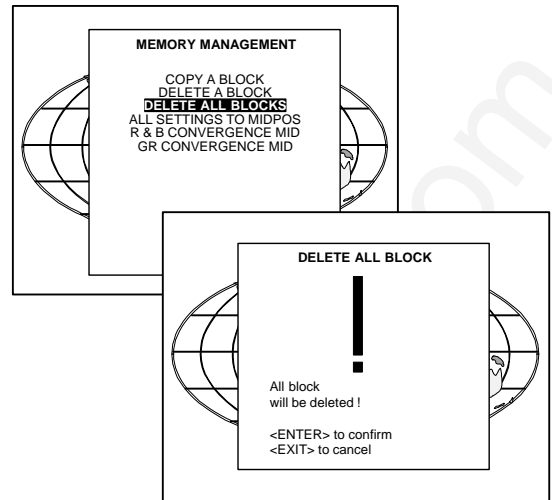 MEMORY MANAGEMENT
COPY A BLOCK
DELETE A BLOCK
DELETE ALL BLOCKS
ALL SETTINGS TO MIDPOS
R & B CONVERGENCE MID
GR CONVERGENCE MID
DELETE ALL BLOCK
!
All block
will be deleted !
<ENTER> to confirm
<EXIT> to cancel
om